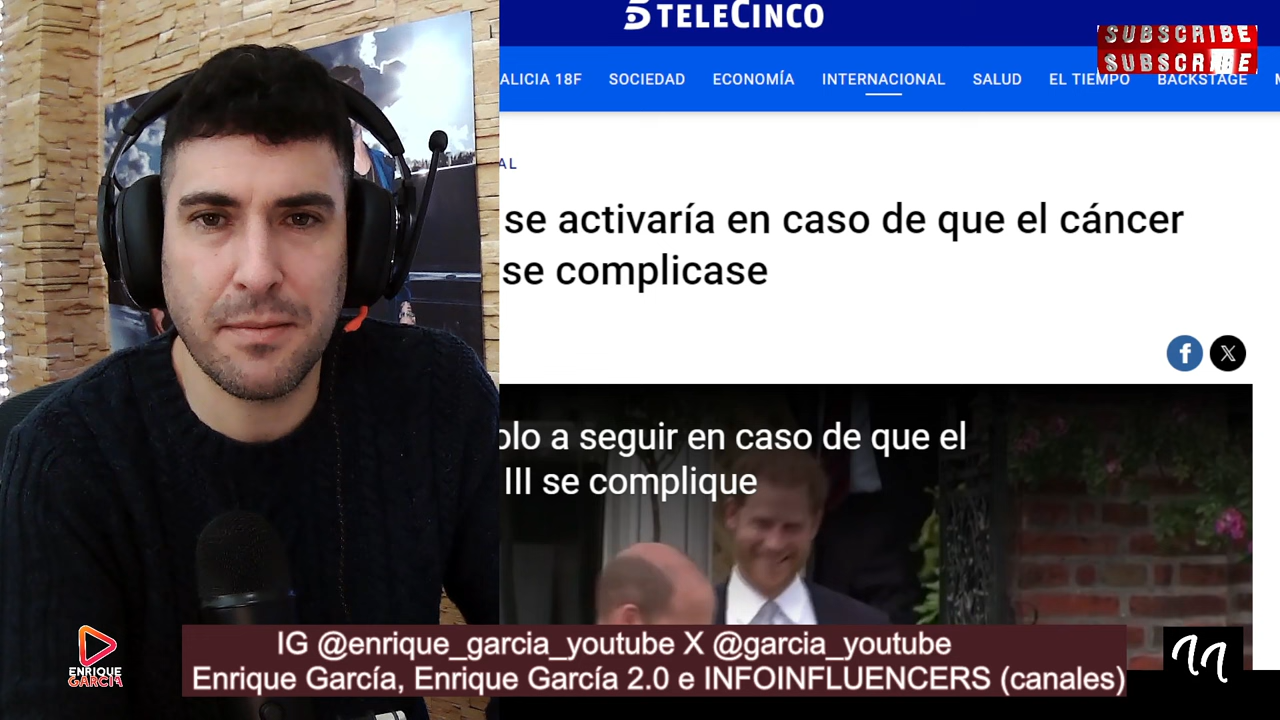 5 TELECINCO
SUBSCRIBE
SUBSCRIBE
ALICIA 18F SOCIEDAD ECONOMÍA INTERNACIONAL SALUD EL TIEMPO BACKSTAGE
AL
se activaría en caso de que el cáncer
se complicase
f X
olo a seguir en caso de que el
III se complique
IG @enrique_garcia_youtube X @garcia_youtube
Enrique García, Enrique García 2.0 e INFOINFLUENCERS (canales)
ENRIQUE
GARCÍA